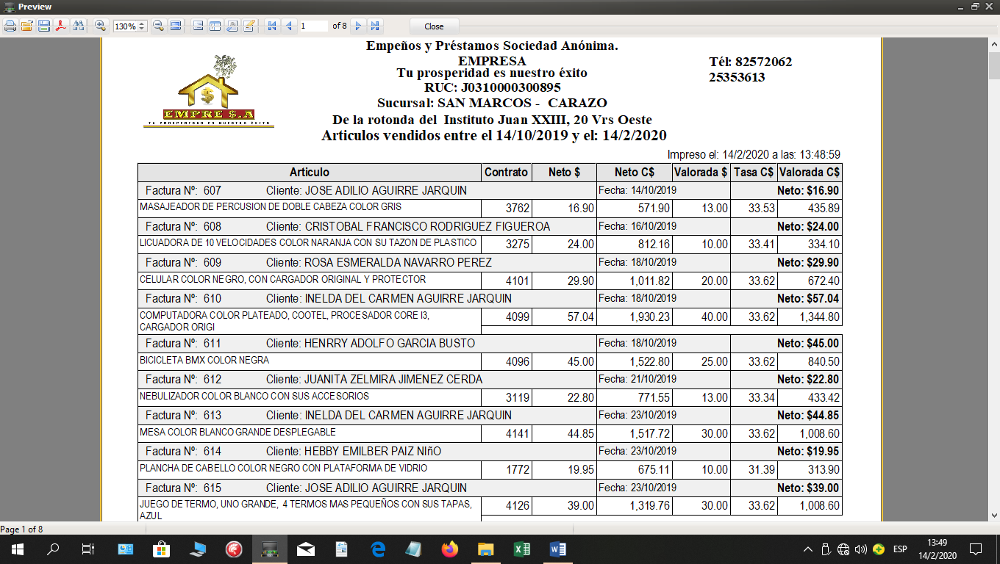 Preview
130%
1
of 8
Close
Empeños y Préstamos Sociedad Anónima.
EMPRESA
Tu prosperidad es nuestro éxito
RUC: J0310000300895
Sucursal: SAN MARCOS - CARAZO
De la rotonda del Instituto Juan XXIII, 20 Vrs Oeste
Articulos vendidos entre el 14/10/2019 y el: 14/2/2020
Tél: 82572062
25353613
EMPRE $.A
TU PROSPERIDAD ES NUESTRO ÉXITO
Impreso el: 14/2/2020 a las: 13:48:59
Articulo Contrato Neto $ Neto C$ Valorada $ Tasa C$ Valorada C$
Factura Nº: 607 Cliente: JOSE ADILIO AGUIRRE JARQUIN Fecha: 14/10/2019 Neto: $16.90
MASAJEADOR DE PERCUSION DE DOBLE CABEZA COLOR GRIS 3762 16.90 571.90 13.00 33.53 435.89
Factura Nº: 608 Cliente: CRISTOBAL FRANCISCO RODRIGUEZ FIGUEROA Fecha: 16/10/2019 Neto: $24.00
LICUADORA DE 10 VELOCIDADES COLOR NARANJA CON SU TAZON DE PLASTICO 3275 24.00 812.16 10.00 33.41 334.10
Factura Nº: 609 Cliente: ROSA ESMERALDA NAVARRO PEREZ Fecha: 18/10/2019 Neto: $29.90
CELULAR COLOR NEGRO, CON CARGADOR ORIGINAL Y PROTECTOR 4101 29.90 1,011.82 20.00 33.62 672.40
Factura Nº: 610 Cliente: INELDA DEL CARMEN AGUIRRE JARQUIN Fecha: 18/10/2019 Neto: $57.04
COMPUTADORA COLOR PLATEADO, COOTEL, PROCESADOR CORE I3, 4099 57.04 1,930.23 40.00 33.62 1,344.80
CARGADOR ORIGI
Factura Nº: 611 Cliente: HENRRY ADOLFO GARCIA BUSTO Fecha: 18/10/2019 Neto: $45.00
BICICLETA BMX COLOR NEGRA 4096 45.00 1,522.80 25.00 33.62 840.50
Factura Nº: 612 Cliente: JUANITA ZELMIRA JIMENEZ CERDA Fecha: 21/10/2019 Neto: $22.80
NEBULIZADOR COLOR BLANCO CON SUS ACCESORIOS 3119 22.80 771.55 13.00 33.34 433.42
Factura Nº: 613 Cliente: INELDA DEL CARMEN AGUIRRE JARQUIN Fecha: 23/10/2019 Neto: $44.85
MESA COLOR BLANCO GRANDE DESPLEGABLE 4141 44.85 1,517.72 30.00 33.62 1,008.60
Factura Nº: 614 Cliente: HEBBY EMILBER PAIZ NIñO Fecha: 23/10/2019 Neto: $19.95
PLANCHA DE CABELLO COLOR NEGRO CON PLATAFORMA DE VIDRIO 1772 19.95 675.11 10.00 31.39 313.90
Factura Nº: 615 Cliente: JOSE ADILIO AGUIRRE JARQUIN Fecha: 23/10/2019 Neto: $39.00
JUEGO DE TERMO, UNO GRANDE, 4 TERMOS MAS PEQUEÑOS CON SUS TAPAS, 4126 39.00 1,319.76 30.00 33.62 1,008.60
AZUL
Page 1 of 8
ESP
13:49
14/2/2020